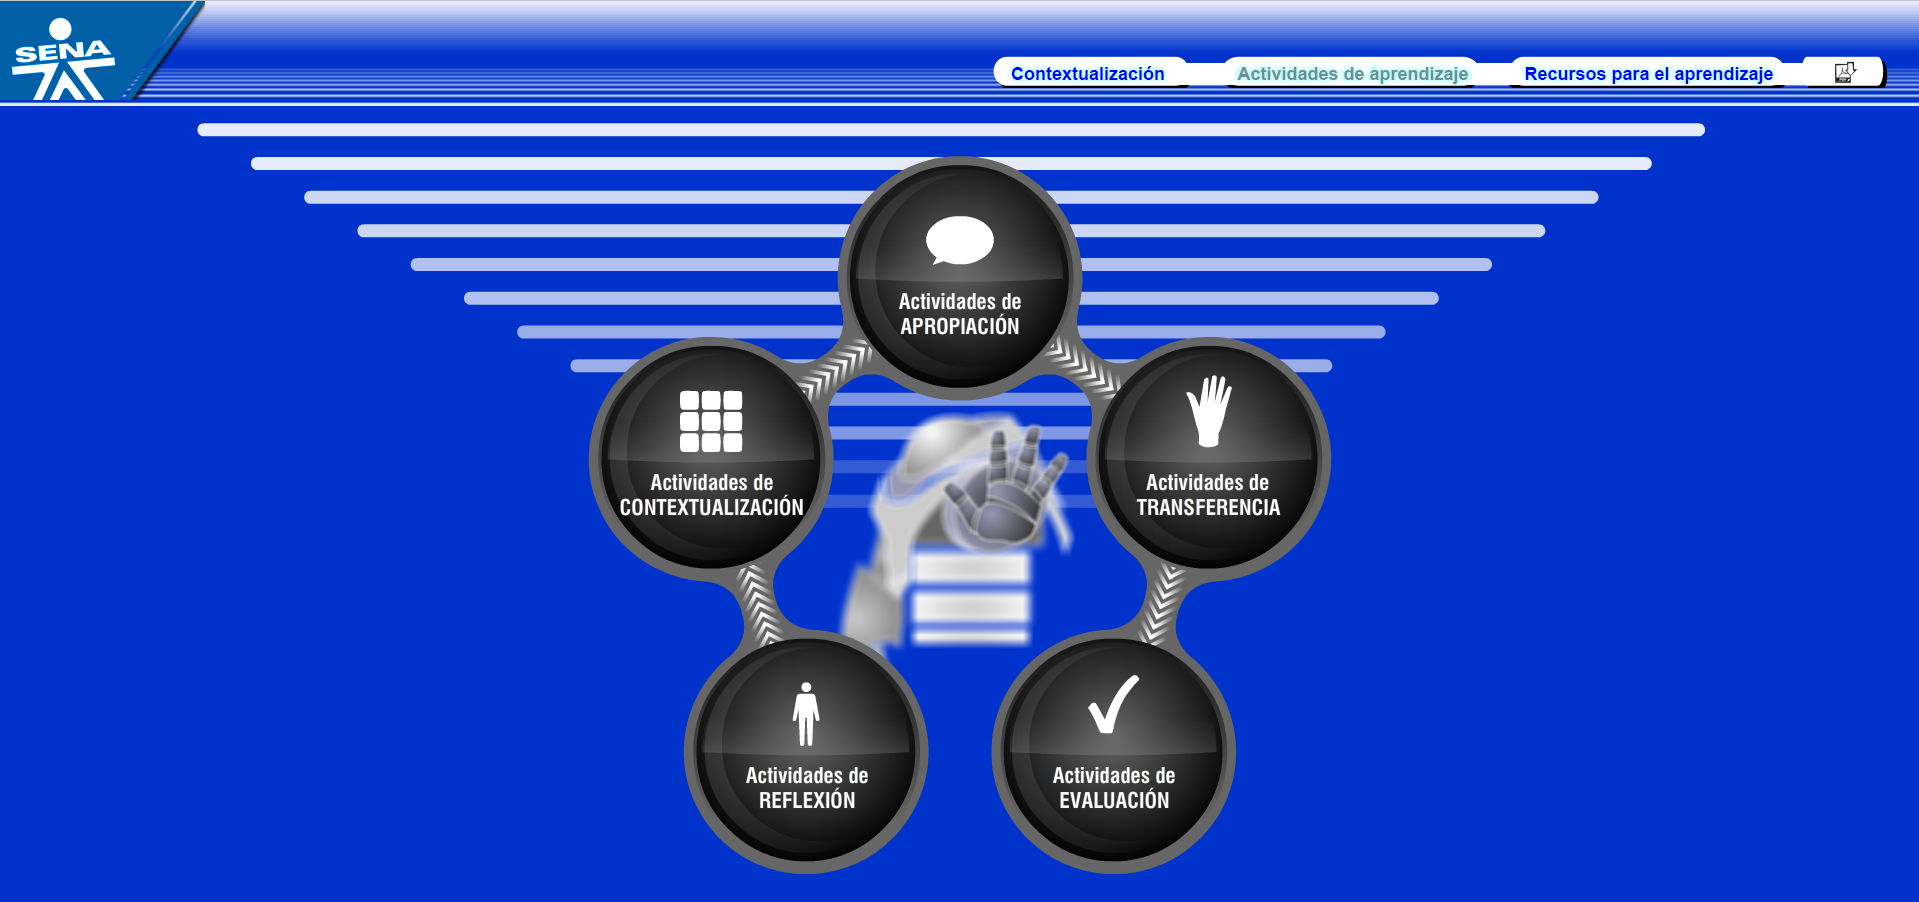 SENA
Contextualización
Actividades de aprendizaje
Recursos para el aprendizaje
Actividades de
APROPIACIÓN
Actividades de
CONTEXTUALIZACIÓN
Actividades de
TRANSFERENCIA
Actividades de
REFLEXIÓN
Actividades de
EVALUACIÓN